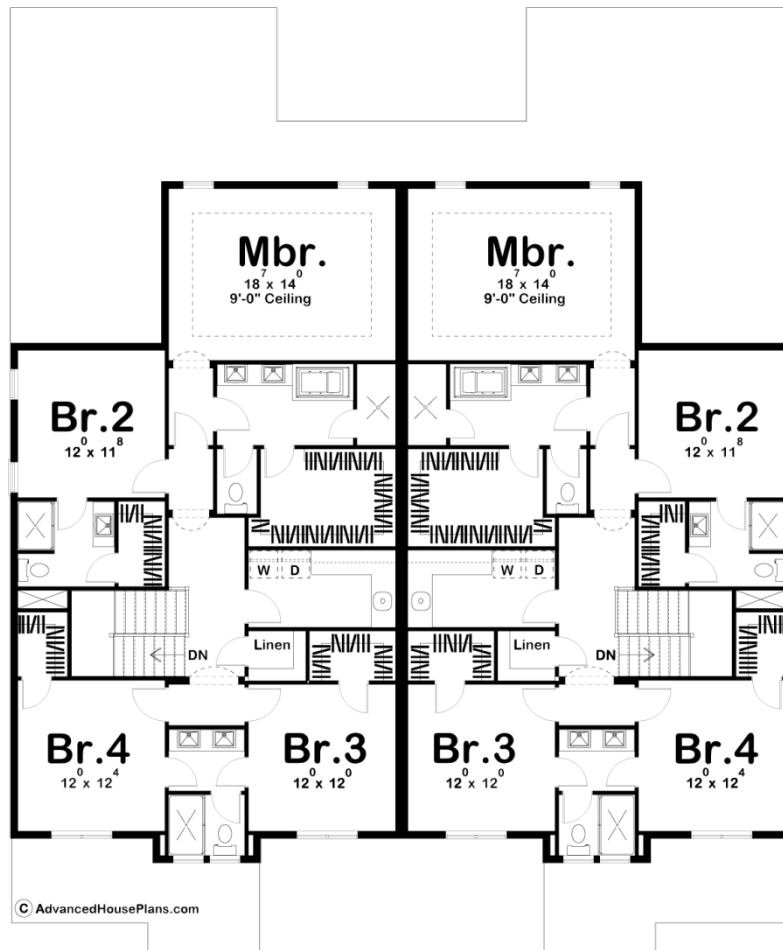 Mbr.
18⁷ x 14⁰
9'-0" Ceiling
Mbr.
18⁷ x 14⁰
9'-0" Ceiling
Br.2
12⁰ x 11⁸
Br.2
12⁰ x 11⁸
W D
W D
Linen
DN
Linen
DN
Br.4
12⁰ x 12⁴
Br.3
12⁰ x 12⁰
Br.3
12⁰ x 12⁰
Br.4
12⁰ x 12⁴
© AdvancedHousePlans.com